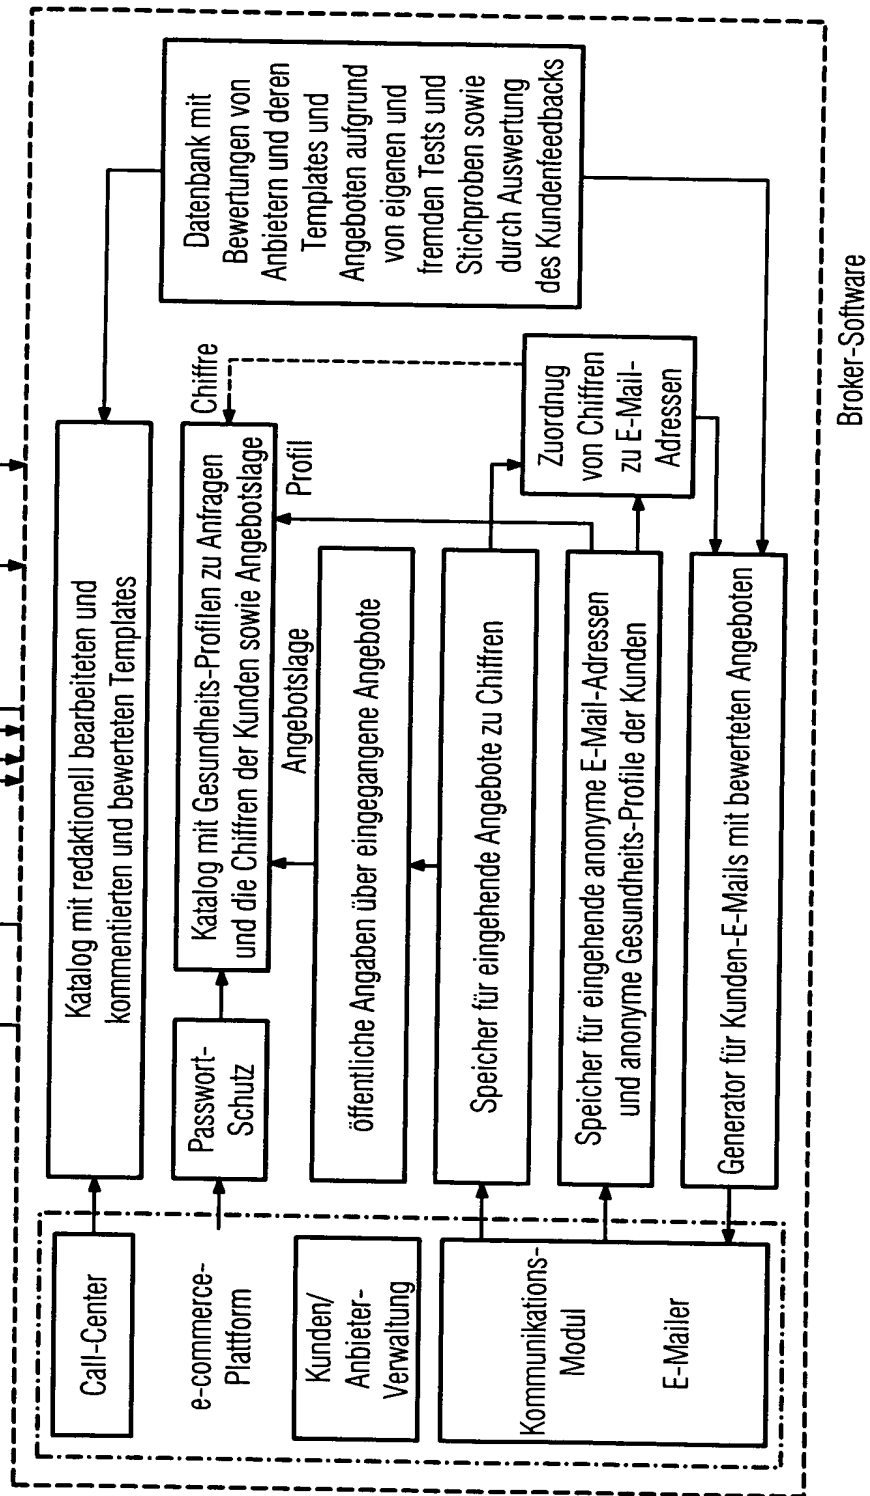 Call-Center
e-commerce-
Plattform
Kunden/
Anbieter-
Verwaltung
Kommunikations-
Modul
E-Mailer
Katalog mit redaktionell bearbeiteten und
kommentierten und bewerteten Templates
Passwort-
Schutz
Katalog mit Gesundheits-Profilen zu Anfragen
und die Chiffren der Kunden sowie Angebotslage
Chiffre
Profil
Angebotslage
öffentliche Angaben über eingegangene Angebote
Speicher für eingehende Angebote zu Chiffren
Speicher für eingehende anonyme E-Mail-Adressen
und anonyme Gesundheits-Profile der Kunden
Generator für Kunden-E-Mails mit bewerteten Angeboten
Zuordnug
von Chiffren
zu E-Mail-
Adressen
Datenbank mit
Bewertungen von
Anbietern und deren
Templates und
Angeboten aufgrund
von eigenen und
fremden Tests und
Stichproben sowie
durch Auswertung
des Kundenfeedbacks
Broker-Software